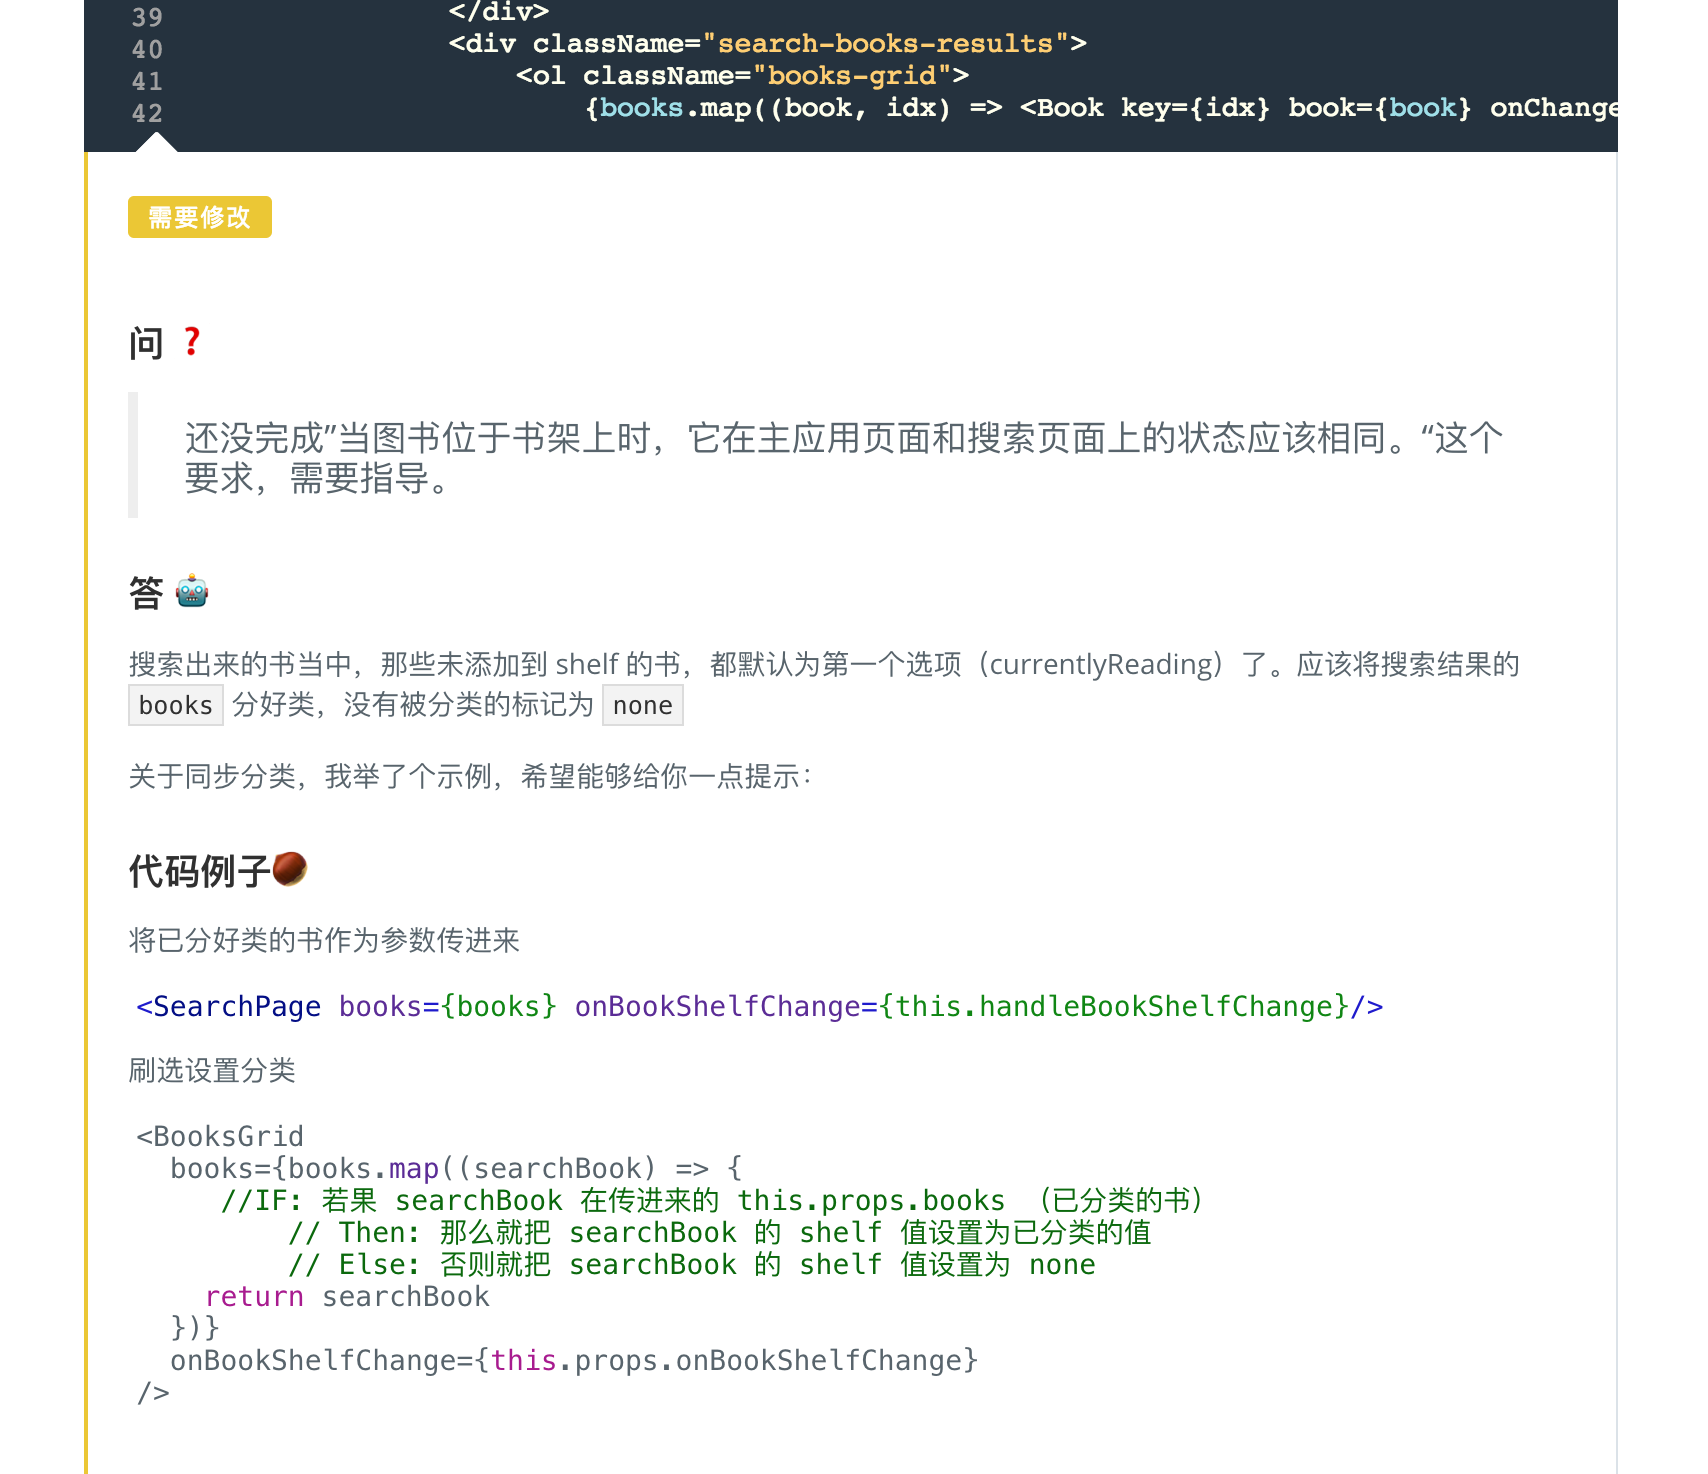 39 </div>
40 <div className="search-books-results">
41 <ol className="books-grid">
42 {books.map((book, idx) => <Book key={idx} book={book} onChange
需要修改
问 ❓
还没完成”当图书位于书架上时，它在主应用页面和搜索页面上的状态应该相同。“这个
要求，需要指导。
答 🤖
搜索出来的书当中，那些未添加到 shelf 的书，都默认为第一个选项（currentlyReading）了。应该将搜索结果的
books 分好类，没有被分类的标记为 none
关于同步分类，我举了个示例，希望能够给你一点提示：
代码例子🌰
将已分好类的书作为参数传进来
<SearchPage books={books} onBookShelfChange={this.handleBookShelfChange}/>
刷选设置分类
<BooksGrid
books={books.map((searchBook) => {
//IF: 若果 searchBook 在传进来的 this.props.books （已分类的书）
// Then: 那么就把 searchBook 的 shelf 值设置为已分类的值
// Else: 否则就把 searchBook 的 shelf 值设置为 none
return searchBook
})}
onBookShelfChange={this.props.onBookShelfChange}
/>